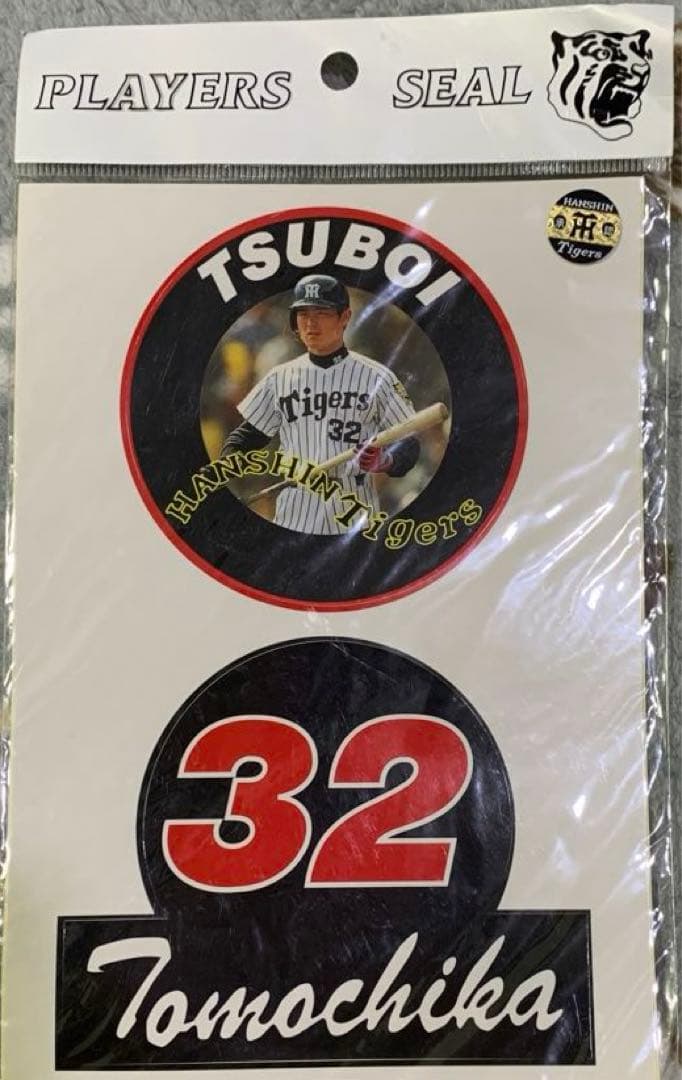 PLAYERS SEAL
HANSHIN
Tigers
TSUBOI
Tigers
32
HANSHIN Tigers
32
Tomochika